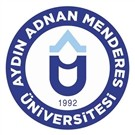 AYDIN ADNAN MENDERES
1992
ÜNİVERSİTESİ